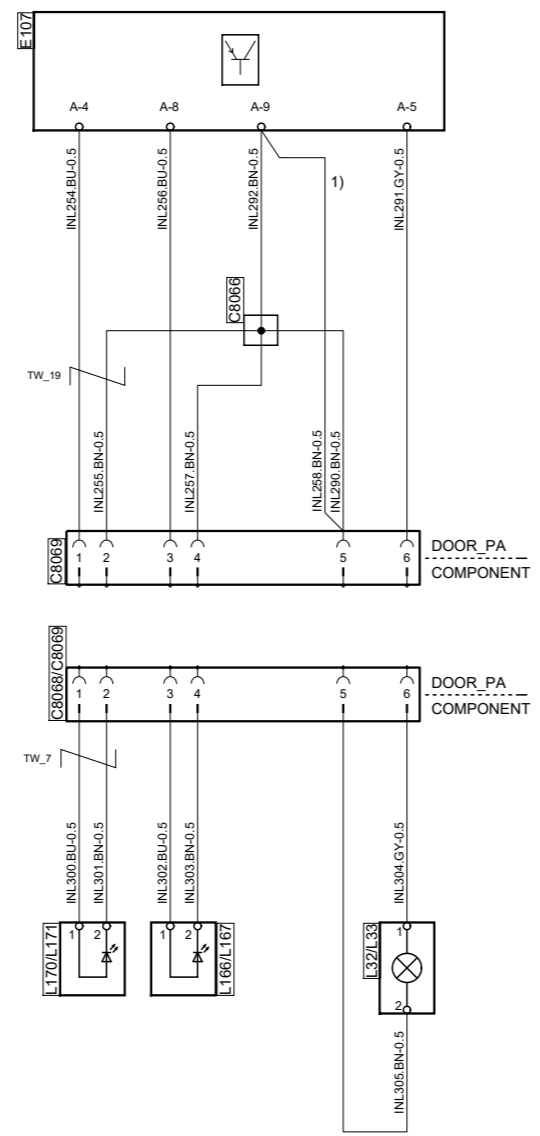 E107
A-4
A-8
A-9
A-5
INL254.BU-0.5
INL256.BU-0.5
INL292.BN-0.5
1)
INL291.GY-0.5
C8066
TW_19
INL255.BN-0.5
INL257.BN-0.5
INL258.BN-0.5
INL290.BN-0.5
C8069
1
2
3
4
5
6
DOOR_PA
COMPONENT
C8068/C8069
1
2
3
4
5
6
DOOR_PA
COMPONENT
TW_7
INL300.BU-0.5
INL301.BN-0.5
INL302.BU-0.5
INL303.BN-0.5
INL304.GY-0.5
L170/L171
1
2
1
2
L166/L167
L32/L33
1
2
INL305.BN-0.5